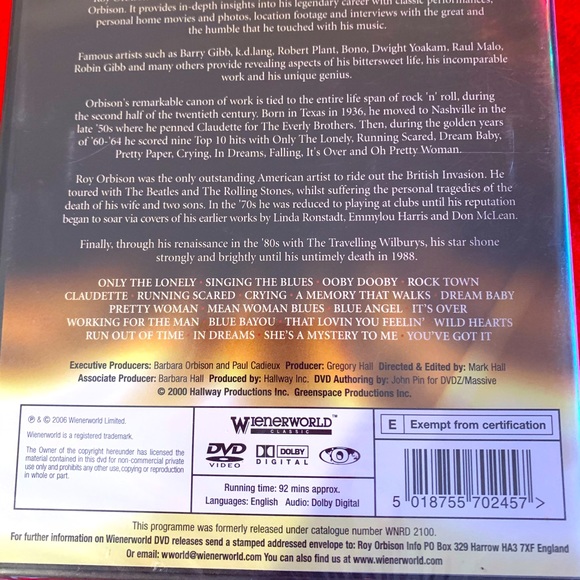 Orbison. It provides in-depth insights into his legendary career with classic performances,
personal home movies and photos, location footage and interviews with the great and
the humble that he touched with his music.
Famous artists such as Barry Gibb, k.d.lang, Robert Plant, Bono, Dwight Yoakam, Raul Malo,
Robin Gibb and many others provide revealing aspects of his bittersweet life, his incomparable
work and his unique genius.
Orbison's remarkable canon of work is tied to the entire life span of rock 'n' roll, during
the second half of the twentieth century. Born in Texas in 1936, he moved to Nashville in the
late '50s where he penned Claudette for The Everly Brothers. Then, during the golden years
of '60-'64 he scored nine Top 10 hits with Only The Lonely, Running Scared, Dream Baby,
Pretty Paper, Crying, In Dreams, Falling, It's Over and Oh Pretty Woman.
Roy Orbison was the only outstanding American artist to ride out the British Invasion. He
toured with The Beatles and The Rolling Stones, whilst suffering the personal tragedies of the
death of his wife and two sons. In the '70s he was reduced to playing at clubs until his reputation
began to soar via covers of his earlier works by Linda Ronstadt, Emmylou Harris and Don McLean.
Finally, through his renaissance in the '80s with The Travelling Wilburys, his star shone
strongly and brightly until his untimely death in 1988.
ONLY THE LONELY · SINGING THE BLUES · OOBY DOOBY · ROCK TOWN
CLAUDETTE · RUNNING SCARED · CRYING · A MEMORY THAT WALKS · DREAM BABY
PRETTY WOMAN · MEAN WOMAN BLUES · BLUE ANGEL · IT'S OVER
WORKING FOR THE MAN · BLUE BAYOU · THAT LOVIN YOU FEELIN' · WILD HEARTS
RUN OUT OF TIME · IN DREAMS · SHE'S A MYSTERY TO ME · YOU'VE GOT IT
Executive Producers: Barbara Orbison and Paul Cadieux Producer: Gregory Hall Directed & Edited by: Mark Hall
Associate Producer: Barbara Hall Produced by: Hallway Inc. DVD Authoring by: John Pin for DVDZ/Massive
© 2000 Hallway Productions Inc. Greenspace Productions Inc.
℗ & © 2006 Wienerworld Limited.
Wienerworld is a registered trademark.
The Owner of the copyright hereunder has licensed the
material contained in this dvd for non-commercial private
use only and prohibits any other use, copying or reproduction
in whole or part.
WIENERWORLD™
CLASSIC
DVD
VIDEO
DOLBY
DIGITAL
Running time: 92 mins approx.
Languages: English Audio: Dolby Digital
E Exempt from certification
5 018755 702457 >
This programme was formerly released under catalogue number WNRD 2100.
For further information on Wienerworld DVD releases send a stamped addressed envelope to: Roy Orbison Info PO Box 329 Harrow HA3 7XF England
Or email: wworld@wienerworld.com You can also find us at www.wienerworld.com